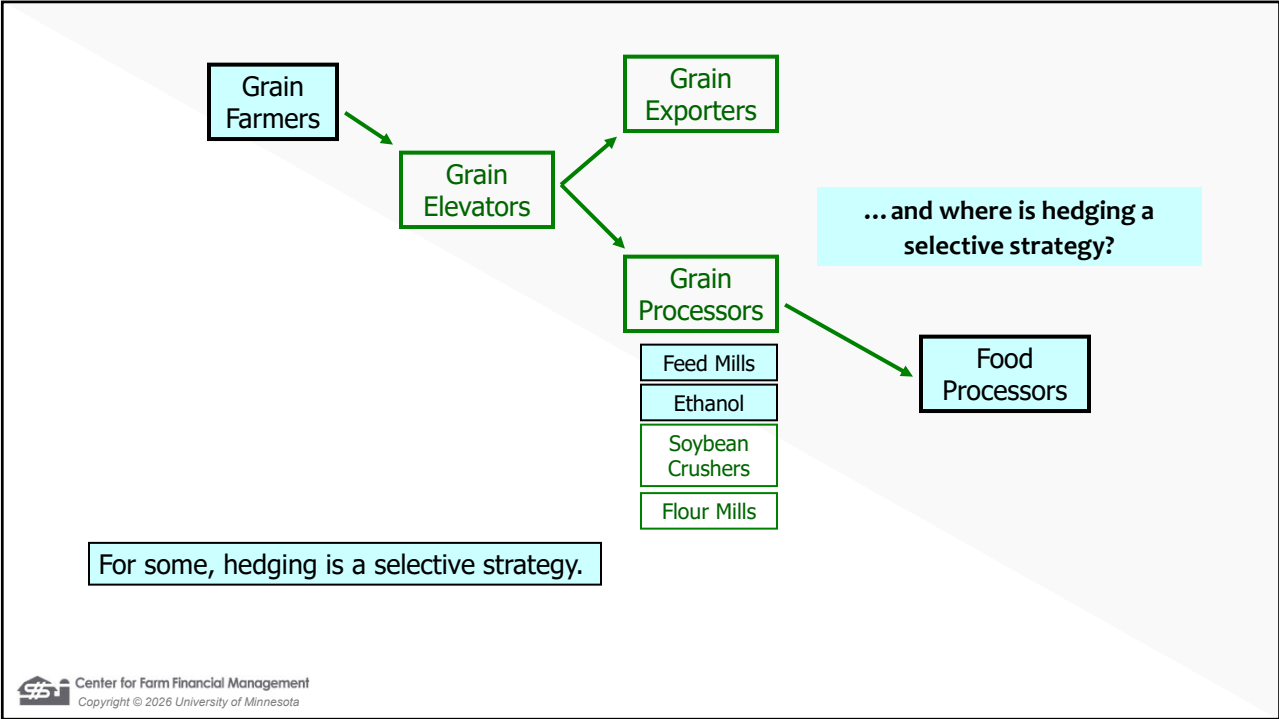 Grain
Farmers
Grain
Exporters
Grain
Elevators
…and where is hedging a
selective strategy?
Grain
Processors
Feed Mills
Ethanol
Soybean
Crushers
Flour Mills
Food
Processors
For some, hedging is a selective strategy.
Center for Farm Financial Management
Copyright © 2026 University of Minnesota